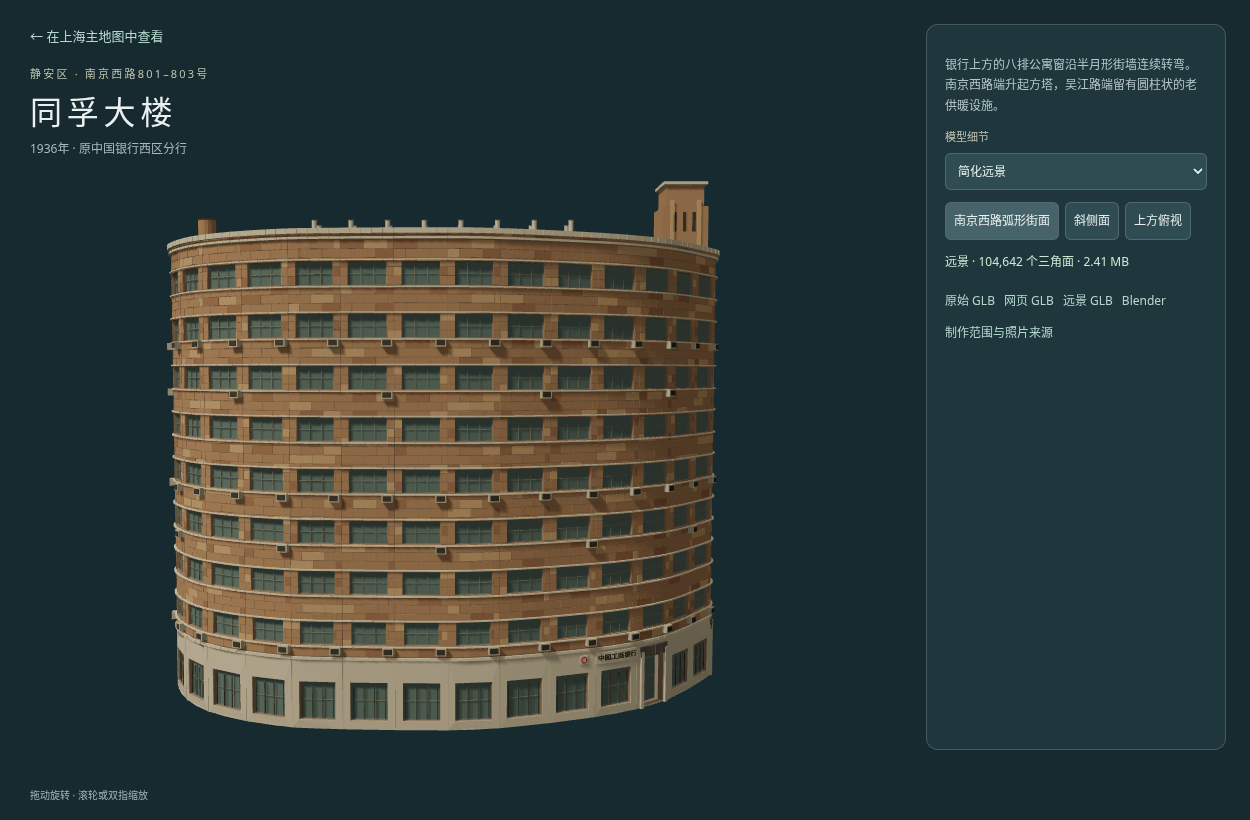 ← 在上海主地图中查看
静安区 · 南京西路801–803号
同孚大楼
1936年 · 原中国银行西区分行
银行上方的八排公寓窗沿半月形街墙连续转弯。
南京西路端升起方塔，吴江路端留有圆柱状的老
供暖设施。
模型细节
简化远景
南京西路弧形街面 斜侧面 上方俯视
远景 · 104,642 个三角面 · 2.41 MB
原始 GLB 网页 GLB 远景 GLB Blender
制作范围与照片来源
中国工商银行
拖动旋转 · 滚轮或双指缩放